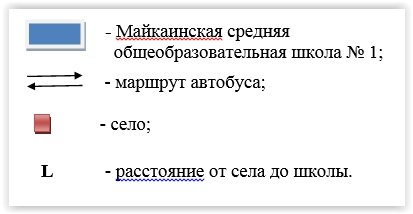 - Майкаинская средняя
общеобразовательная школа № 1;
- маршрут автобуса;
- село;
L - расстояние от села до школы.